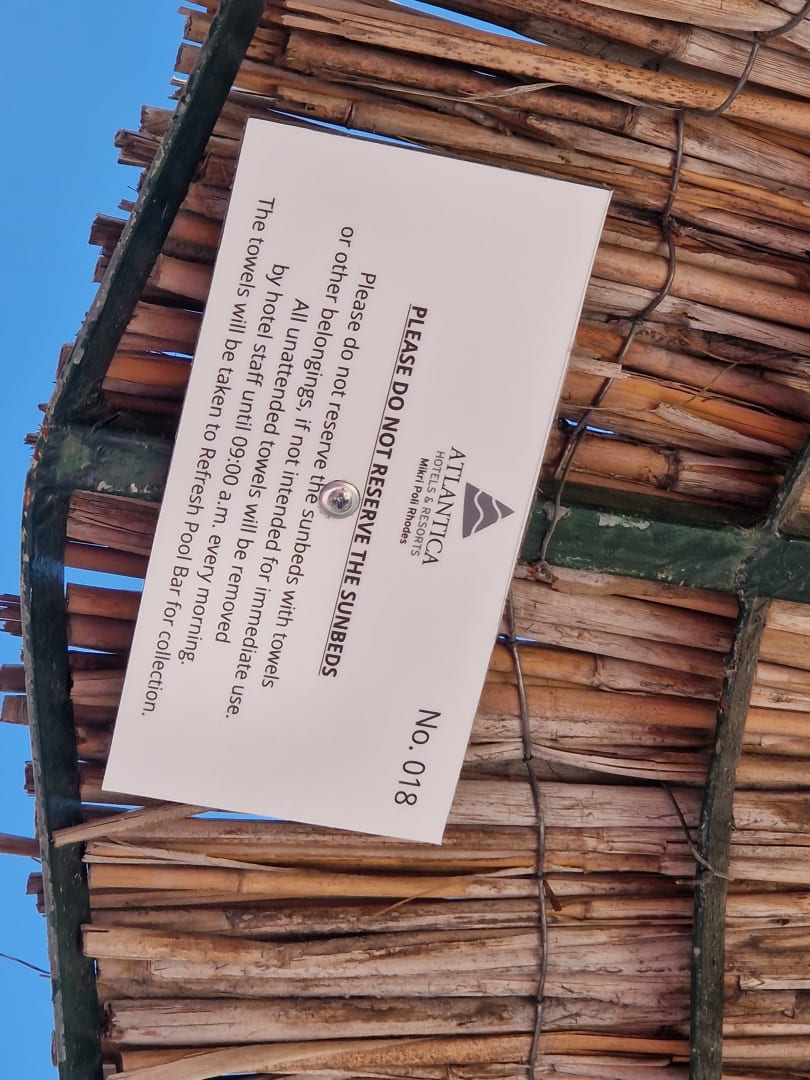 ATLANTICA
HOTELS & RESORTS
Mikri Poli Rhodes
No. 018
PLEASE DO NOT RESERVE THE SUNBEDS
Please do not reserve the sunbeds with towels
or other belongings, if not intended for immediate use.
All unattended towels will be removed
by hotel staff until 09:00 a.m. every morning.
The towels will be taken to Refresh Pool Bar for collection.